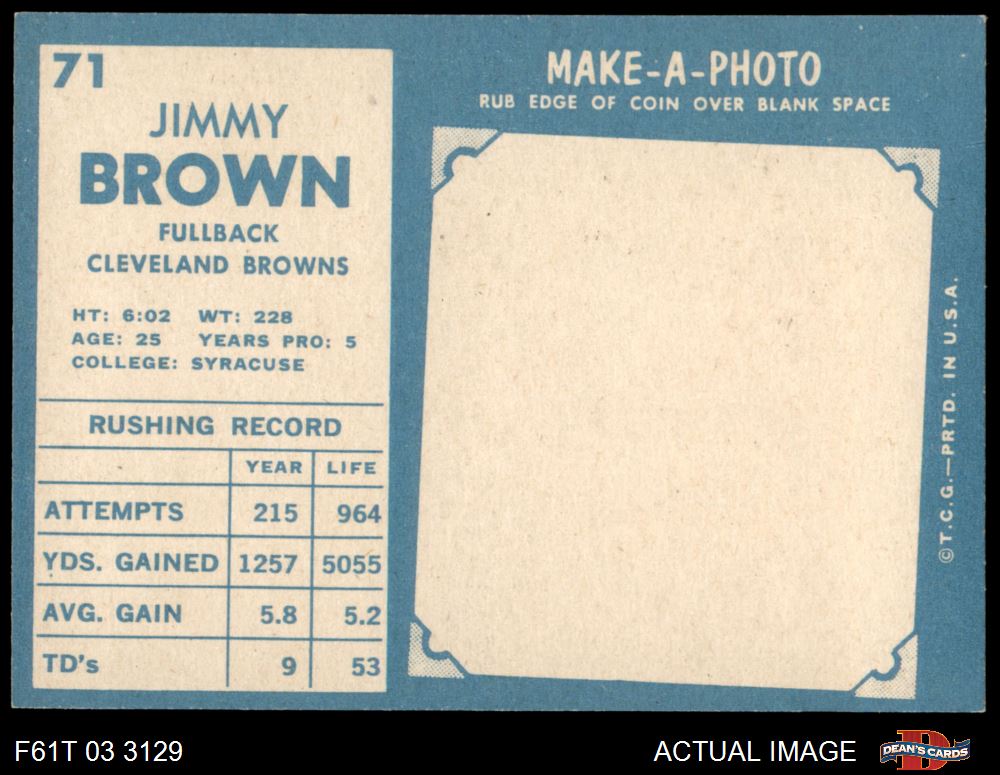 71
JIMMY
BROWN
FULLBACK
CLEVELAND BROWNS
HT: 6:02 WT: 228
AGE: 25 YEARS PRO: 5
COLLEGE: SYRACUSE
RUSHING RECORD
YEAR LIFE
ATTEMPTS 215 964
YDS. GAINED 1257 5055
AVG. GAIN 5.8 5.2
TD's 9 53
MAKE-A-PHOTO
RUB EDGE OF COIN OVER BLANK SPACE
©T.C.G.—PRTD. IN U.S.A.
F61T 03 3129
ACTUAL IMAGE
D
DEAN'S CARDS